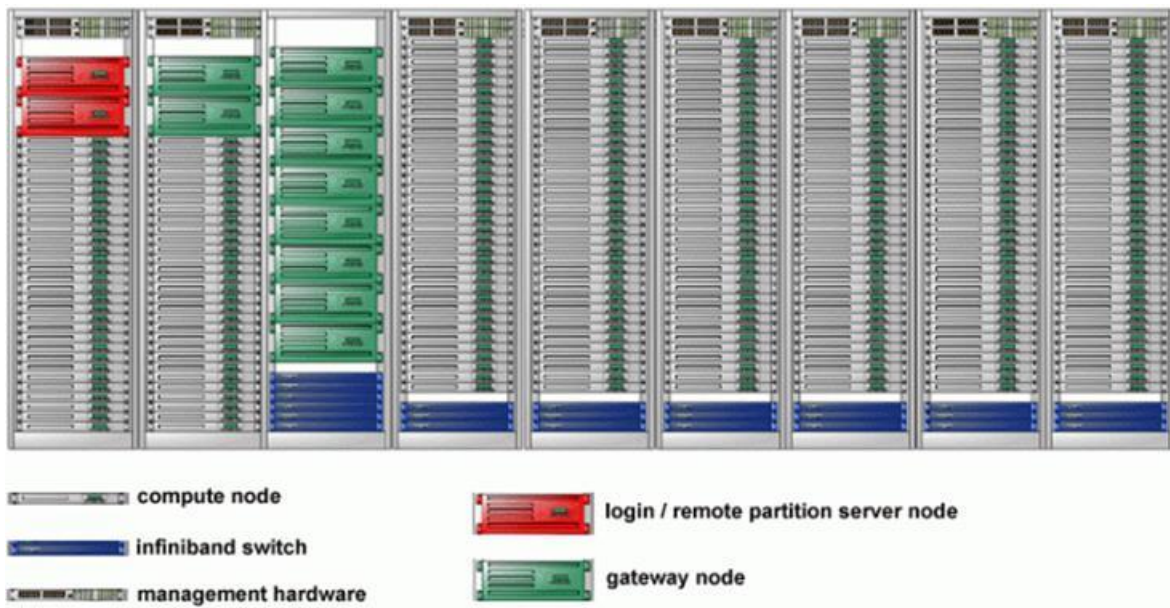 compute node
login / remote partition server node
infiniband switch
gateway node
management hardware